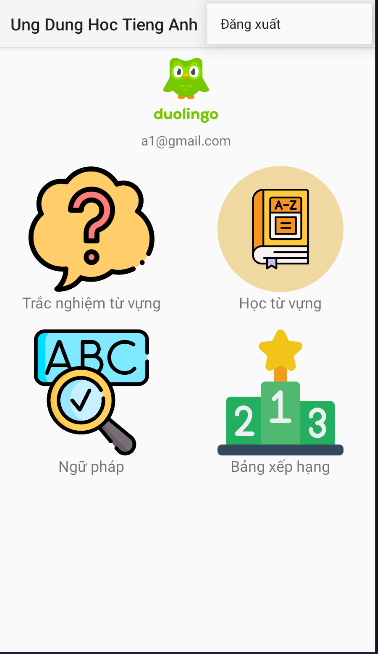 Ung Dung Hoc Tieng Anh
Đăng xuất
duolingo
a1@gmail.com
?
A-Z
Trắc nghiệm từ vựng
Học từ vựng
ABC
2 1 3
Ngữ pháp
Bảng xếp hạng